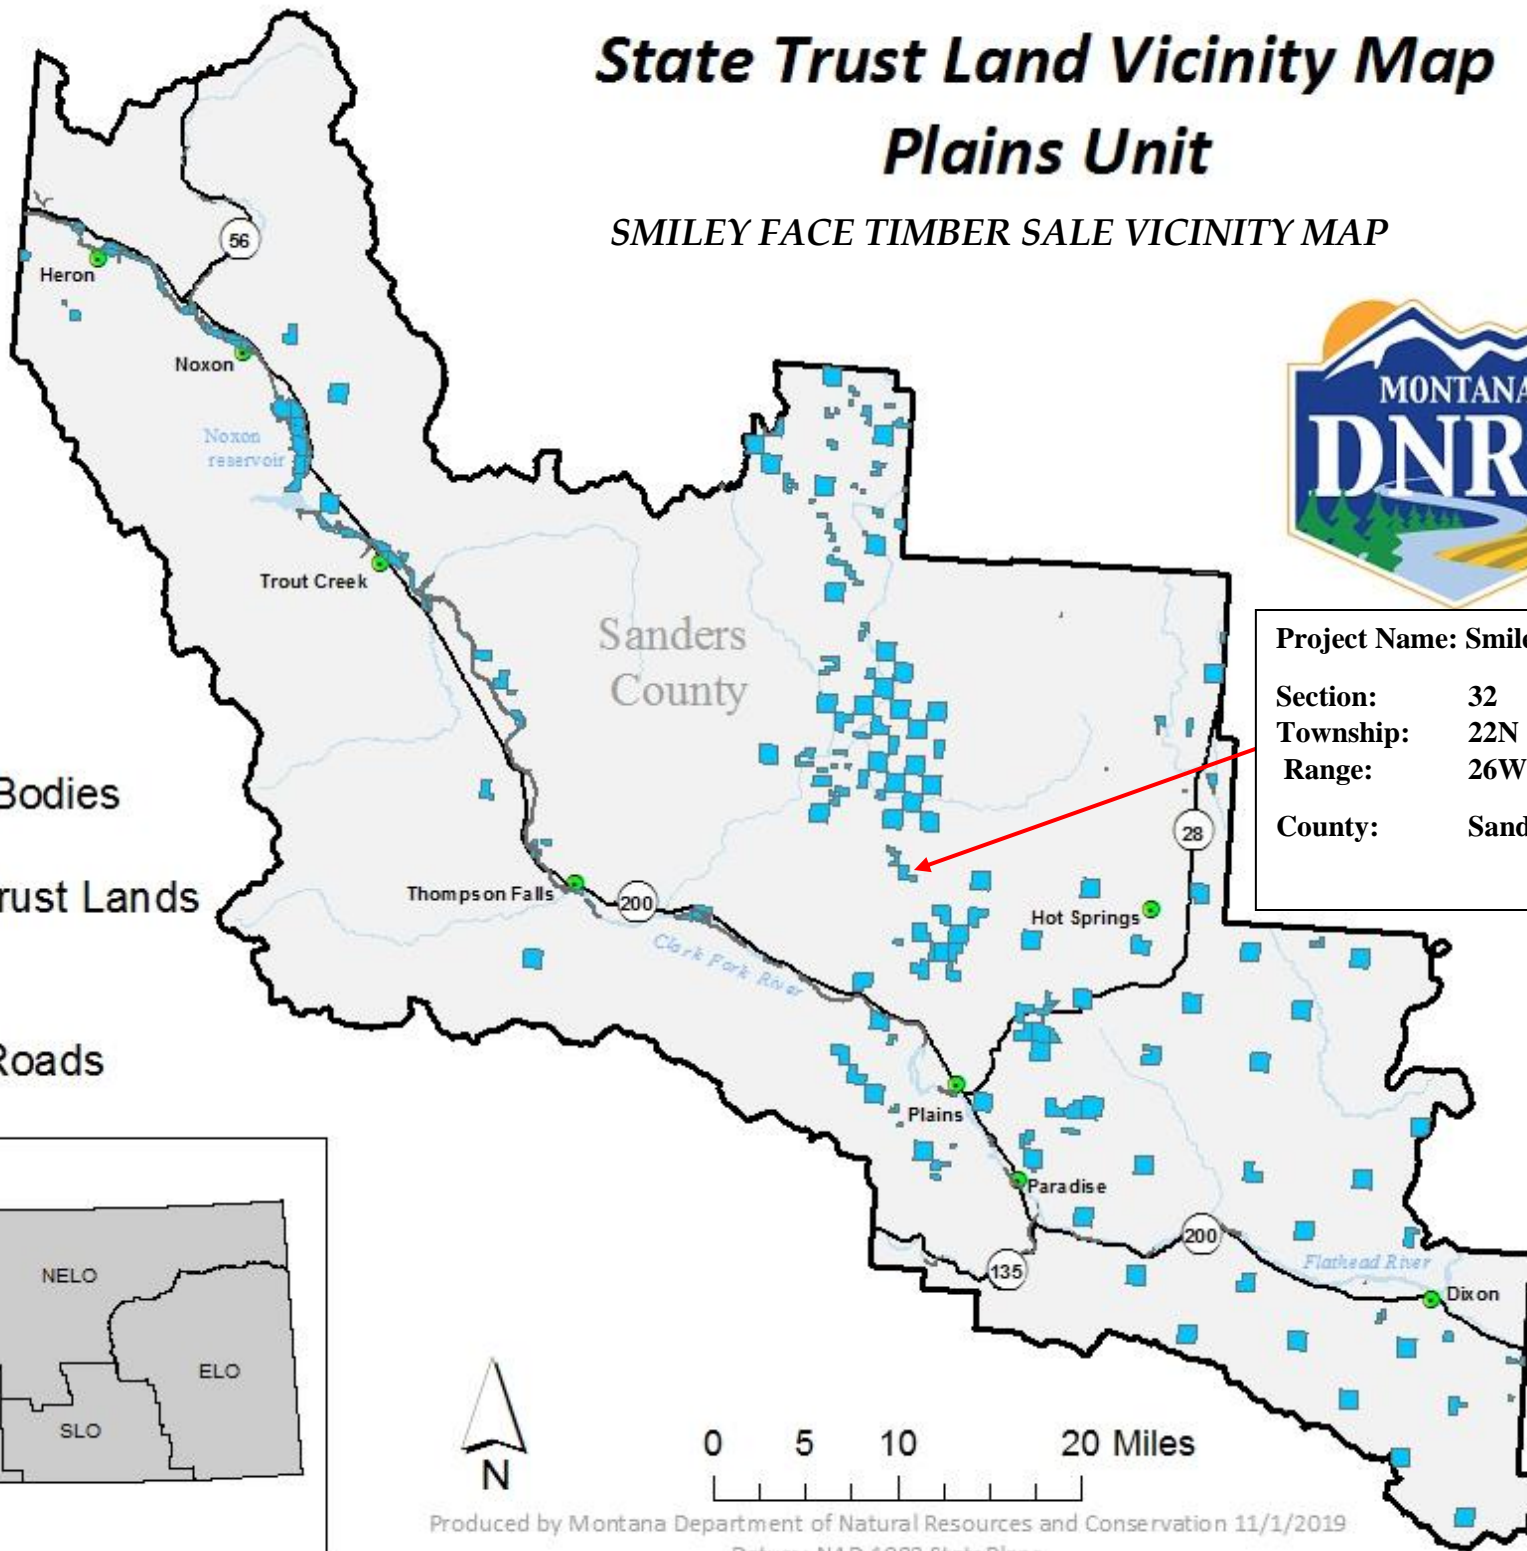 State Trust Land Vicinity Map
Plains Unit
SMILEY FACE TIMBER SALE VICINITY MAP
56
Heron
Noxon
Noxon
reservoir
Trout Creek
Sanders
County
MONTANA
DNR
Project Name: Smile
Section: 32
Township: 22N
Range: 26W
County: Sand
28
Bodies
rust Lands
Roads
Thompson Falls
200
Clark Fork River
Hot Springs
Plains
Paradise
200
135
Flathead River
Dixon
NELO
ELO
SLO
N
0 5 10 20 Miles
Produced by Montana Department of Natural Resources and Conservation 11/1/2019